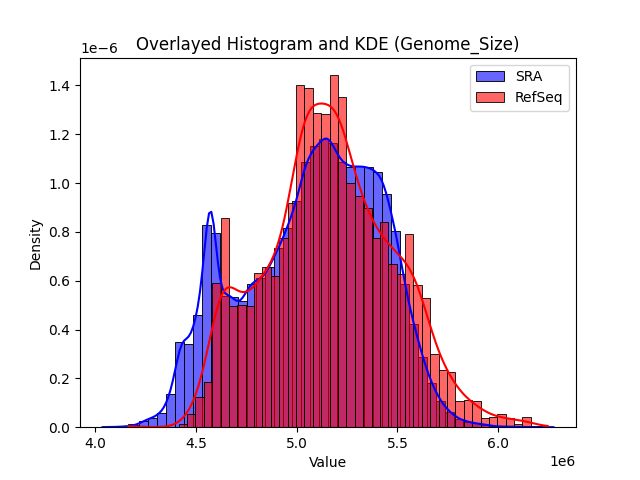 Overlayed Histogram and KDE (Genome_Size)
1e−6
SRA
RefSeq
1.4
1.2
1.0
0.8
0.6
0.4
0.2
0.0
Density
4.0 4.5 5.0 5.5 6.0
Value
1e6